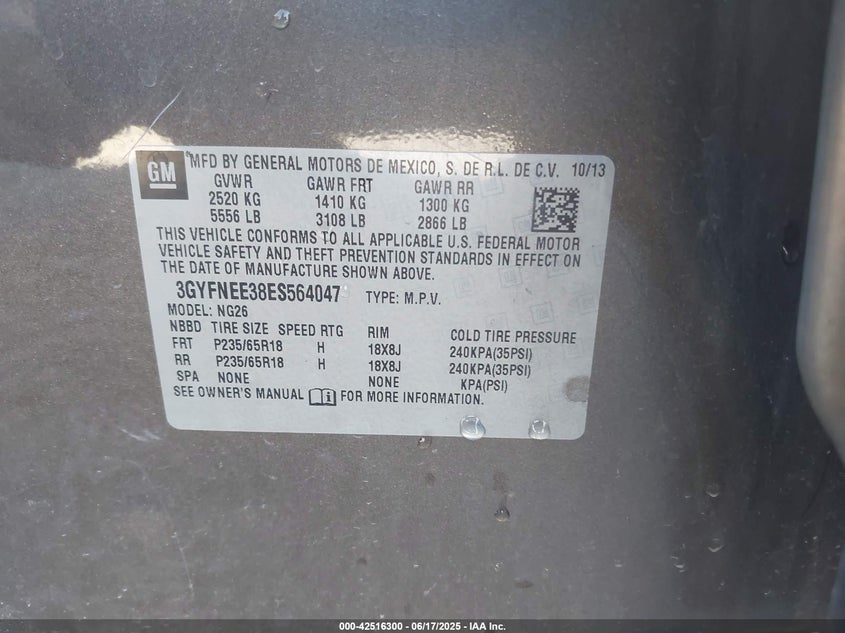 GM MFD BY GENERAL MOTORS DE MEXICO, S. DE R.L. DE C.V. 10/13
GVWR GAWR FRT GAWR RR
2520 KG 1410 KG 1300 KG
5556 LB 3108 LB 2866 LB
THIS VEHICLE CONFORMS TO ALL APPLICABLE U.S. FEDERAL MOTOR
VEHICLE SAFETY AND THEFT PREVENTION STANDARDS IN EFFECT ON
THE DATE OF MANUFACTURE SHOWN ABOVE.
3GYFNEE38ES564047 TYPE: M.P.V.
MODEL: NG26
NBBD TIRE SIZE SPEED RTG RIM COLD TIRE PRESSURE
FRT P235/65R18 H 18X8J 240KPA(35PSI)
RR P235/65R18 H 18X8J 240KPA(35PSI)
SPA NONE NONE KPA(PSI)
SEE OWNER'S MANUAL FOR MORE INFORMATION.
000-42516300 - 06/17/2025 - IAA Inc.